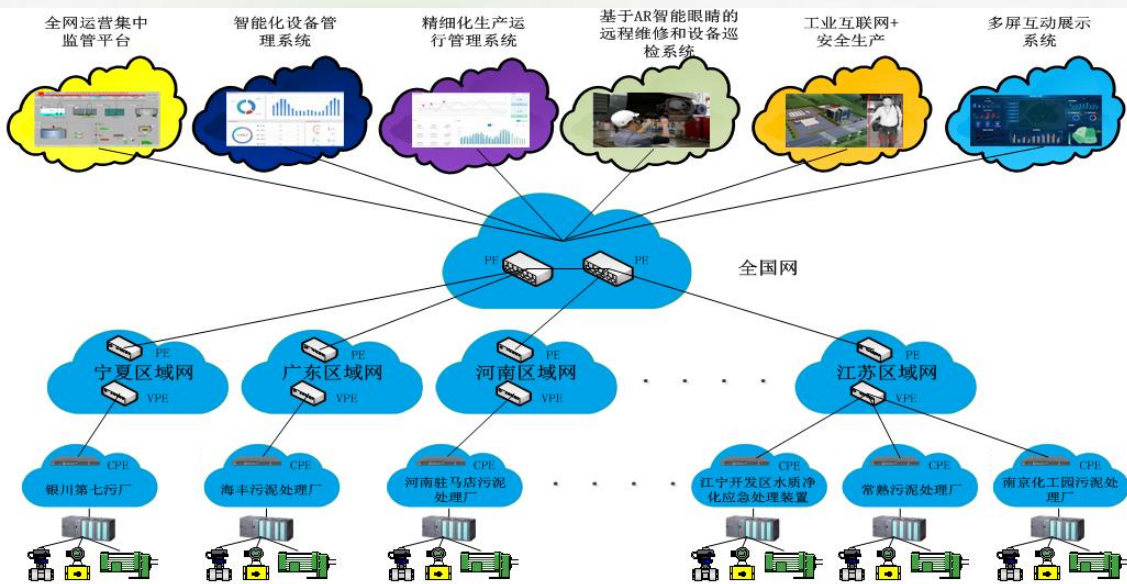 全网运营集中
监管平台
智能化设备管
理系统
精细化生产运
行管理系统
基于AR智能眼睛的
远程维修和设备巡
检系统
工业互联网+
安全生产
多屏互动展示
系统
PE
PE
全国网
PE
宁夏区域网
VPE
PE
广东区域网
VPE
PE
河南区域网
VPE
PE
江苏区域网
VPE
CPE
银川第七污厂
CPE
海丰污泥处理厂
CPE
河南驻马店污泥
处理厂
CPE
江宁开发区水质净
化应急处理装置
CPE
常熟污泥处理厂
CPE
南京化工园污泥处
理厂